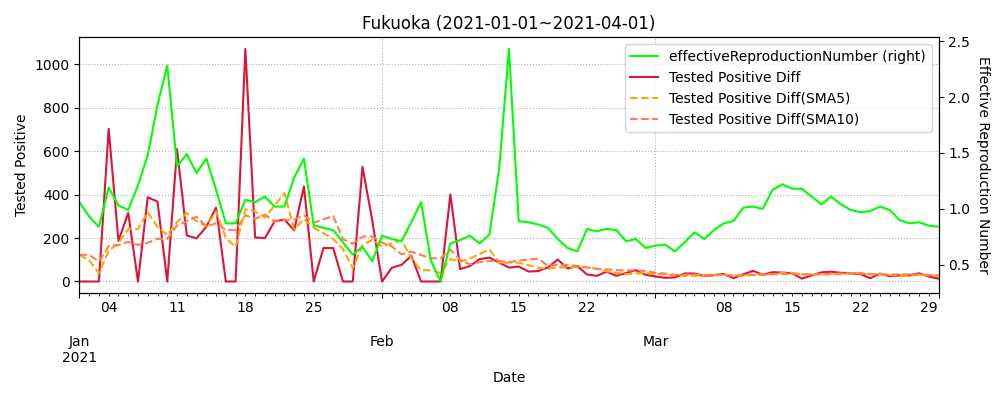 Fukuoka (2021-01-01~2021-04-01)
effectiveReproductionNumber (right)
Tested Positive Diff
Tested Positive Diff(SMA5)
Tested Positive Diff(SMA10)
Tested Positive
1000
800
600
400
200
0
Effective Reproduction Number
2.5
2.0
1.5
1.0
0.5
04 11 18 25 08 15 22 08 15 22 29
Jan Feb Mar
2021
Date